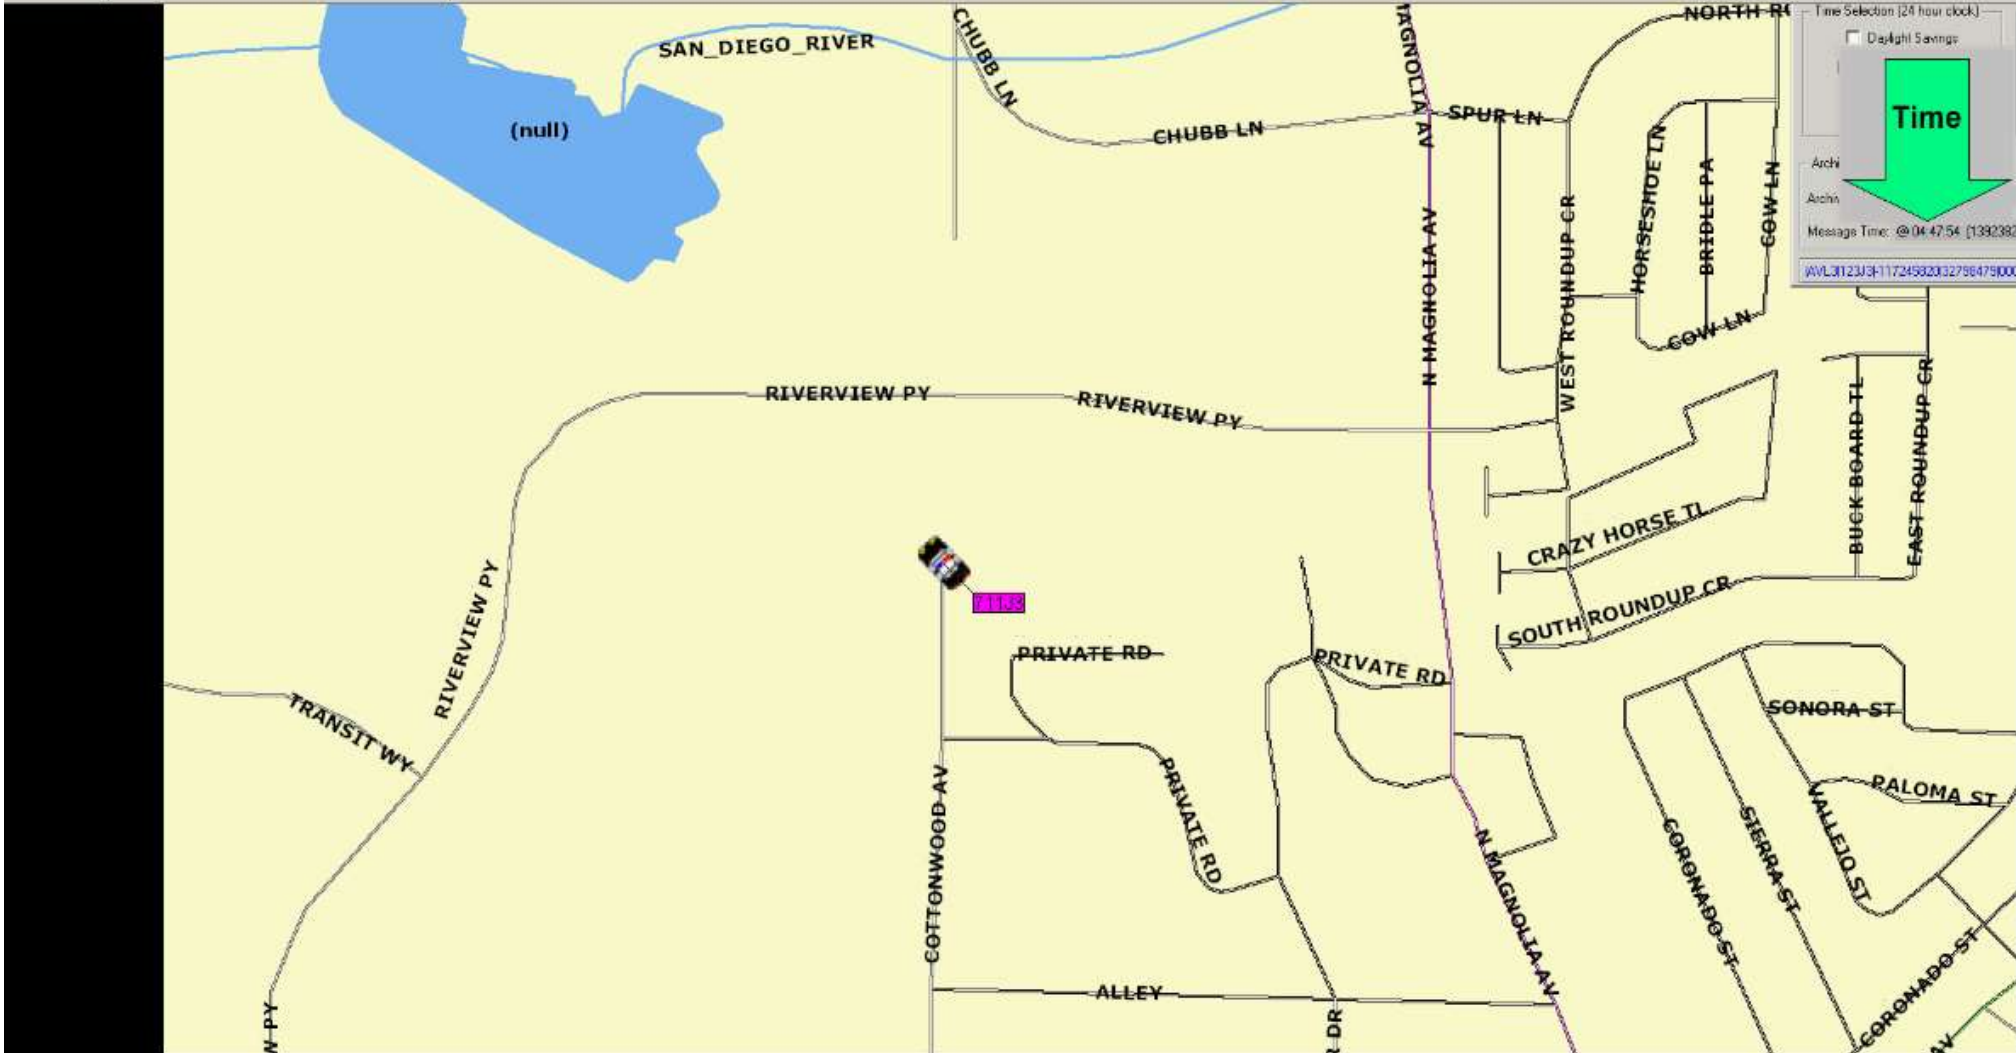 NORTH
Time Selection (24 hour clock)
Daylight Savings
Time
SAN_DIEGO_RIVER
CHUBB LN
MAGNOLIA AV
(null)
CHUBB LN
SPUR LN
HORSESHOE LN
BRIDLE PA
COW LN
WEST ROUNDUP CR
N MAGNOLIA AV
Message Time: @ 04:47:54
COW LN
RIVERVIEW PY
RIVERVIEW PY
BUCK BOARD TL
EAST ROUNDUP CR
CRAZY HORSE TL
RIVERVIEW PY
SOUTH ROUNDUP CR
PRIVATE RD
PRIVATE RD
TRANSIT WY
SONORA ST
PALOMA ST
COTTONWOOD AV
PRIVATE RD
N MAGNOLIA AV
CORONADO ST
SIERRA ST
VALLEJO ST
ALLEY
CORONADO ST
W PY
R DR
AV